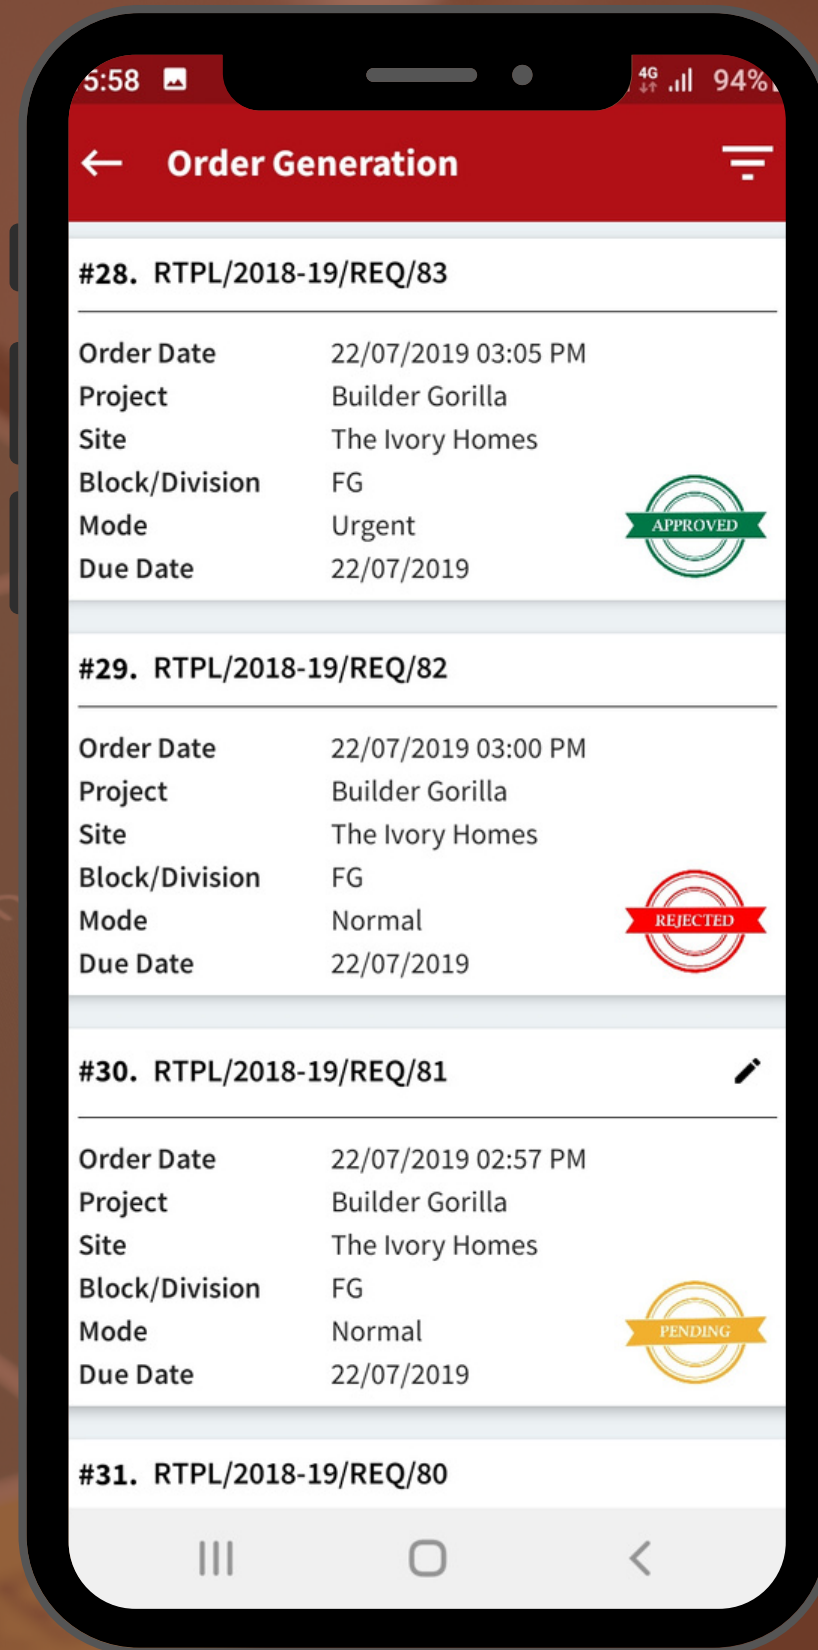 5:58 4G 94%
Order Generation
#28. RTPL/2018-19/REQ/83
Order Date 22/07/2019 03:05 PM
Project Builder Gorilla
Site The Ivory Homes
Block/Division FG
Mode Urgent
APPROVED
Due Date 22/07/2019
#29. RTPL/2018-19/REQ/82
Order Date 22/07/2019 03:00 PM
Project Builder Gorilla
Site The Ivory Homes
Block/Division FG
Mode Normal
REJECTED
Due Date 22/07/2019
#30. RTPL/2018-19/REQ/81
Order Date 22/07/2019 02:57 PM
Project Builder Gorilla
Site The Ivory Homes
Block/Division FG
Mode Normal
PENDING
Due Date 22/07/2019
#31. RTPL/2018-19/REQ/80